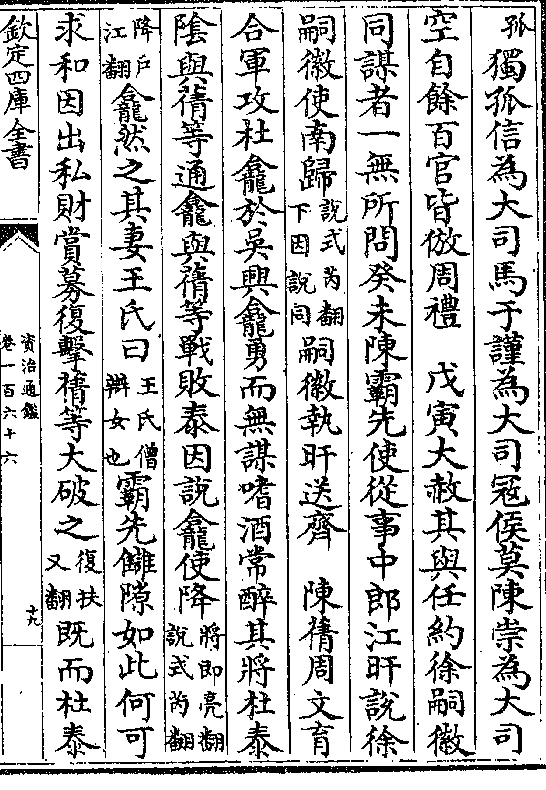 孤獨孤信為大司馬于謹為大司冦侯莫陳崇為大司
空自餘百官皆倣周禮　戊寅大赦其與任約徐嗣徽
同謀者一無所問癸未陳霸先使從事中郎江旰說徐
嗣徽使南歸說式芮翻下因說同嗣徽執旰送齊　陳蒨周文育
合軍攻杜龕於吳興龕勇而無謀嗜酒常醉其將杜泰
隂與蒨等通龕與蒨等戰敗泰因說龕使降將即亮翻說式芮翻
降戶江翻龕然之其妻王氏曰王氏僧辯女也霸先讎隙如此何可
求和因出私財賞募復擊蒨等大破之復扶又翻既而杜泰
欽定四庫全書
資治通鑑
卷一百六十六
十九